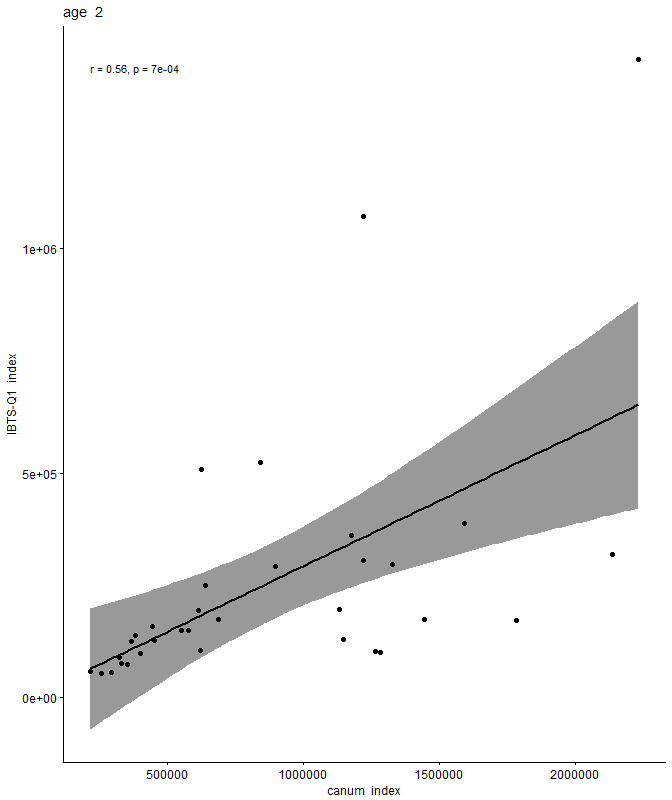 age 2
r = 0.56, p = 7e-04
1e+06
5e+05
0e+00
IBTS-Q1 index
500000 1000000 1500000 2000000
canum index